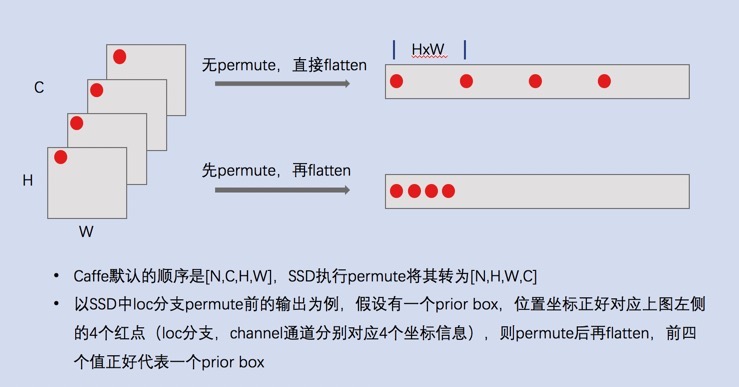 无permute，直接flatten
HxW
C
先permute，再flatten
H
W
• Caffe默认的顺序是[N,C,H,W]，SSD执行permute将其转为[N,H,W,C]
• 以SSD中loc分支permute前的输出为例，假设有一个prior box，位置坐标正好对应上图左侧
的4个红点（loc分支，channel通道分别对应4个坐标信息），则permute后再flatten，前四
个值正好代表一个prior box